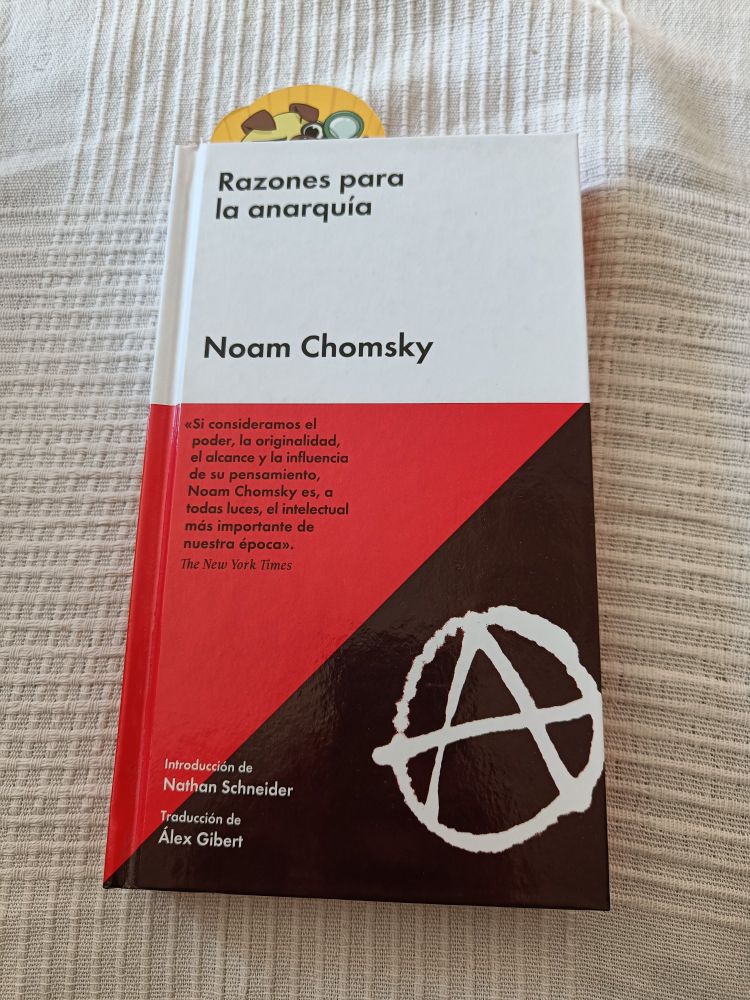 Razones para
la anarquía
Noam Chomsky
«Si consideramos el
poder, la originalidad,
el alcance y la influencia
de su pensamiento,
Noam Chomsky es, a
todas luces, el intelectual
más importante de
nuestra época».
The New York Times
Introducción de
Nathan Schneider
Traducción de
Álex Gibert